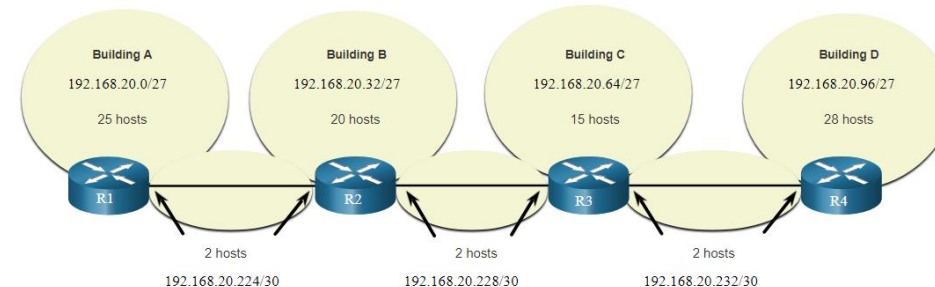 Building A
192.168.20.0/27
25 hosts
Building B
192.168.20.32/27
20 hosts
Building C
192.168.20.64/27
15 hosts
Building D
192.168.20.96/27
28 hosts
R1
R2
R3
R4
2 hosts
192.168.20.224/30
2 hosts
192.168.20.228/30
2 hosts
192.168.20.232/30